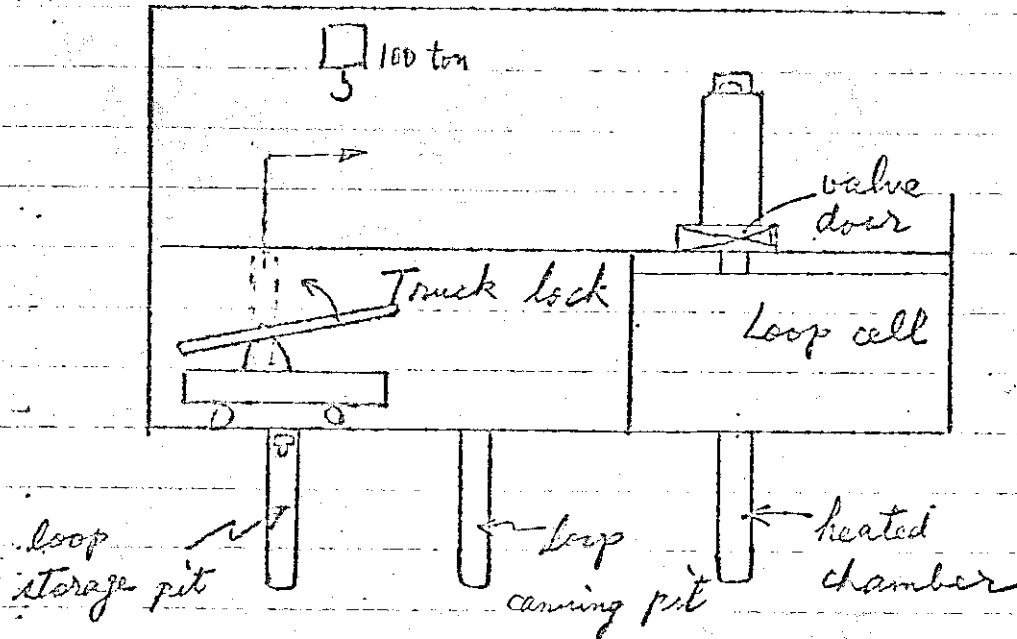 100 ton
valve
door
Truck lock
Loop cell
loop
storage pit
Loop
canning pit
heated
chamber